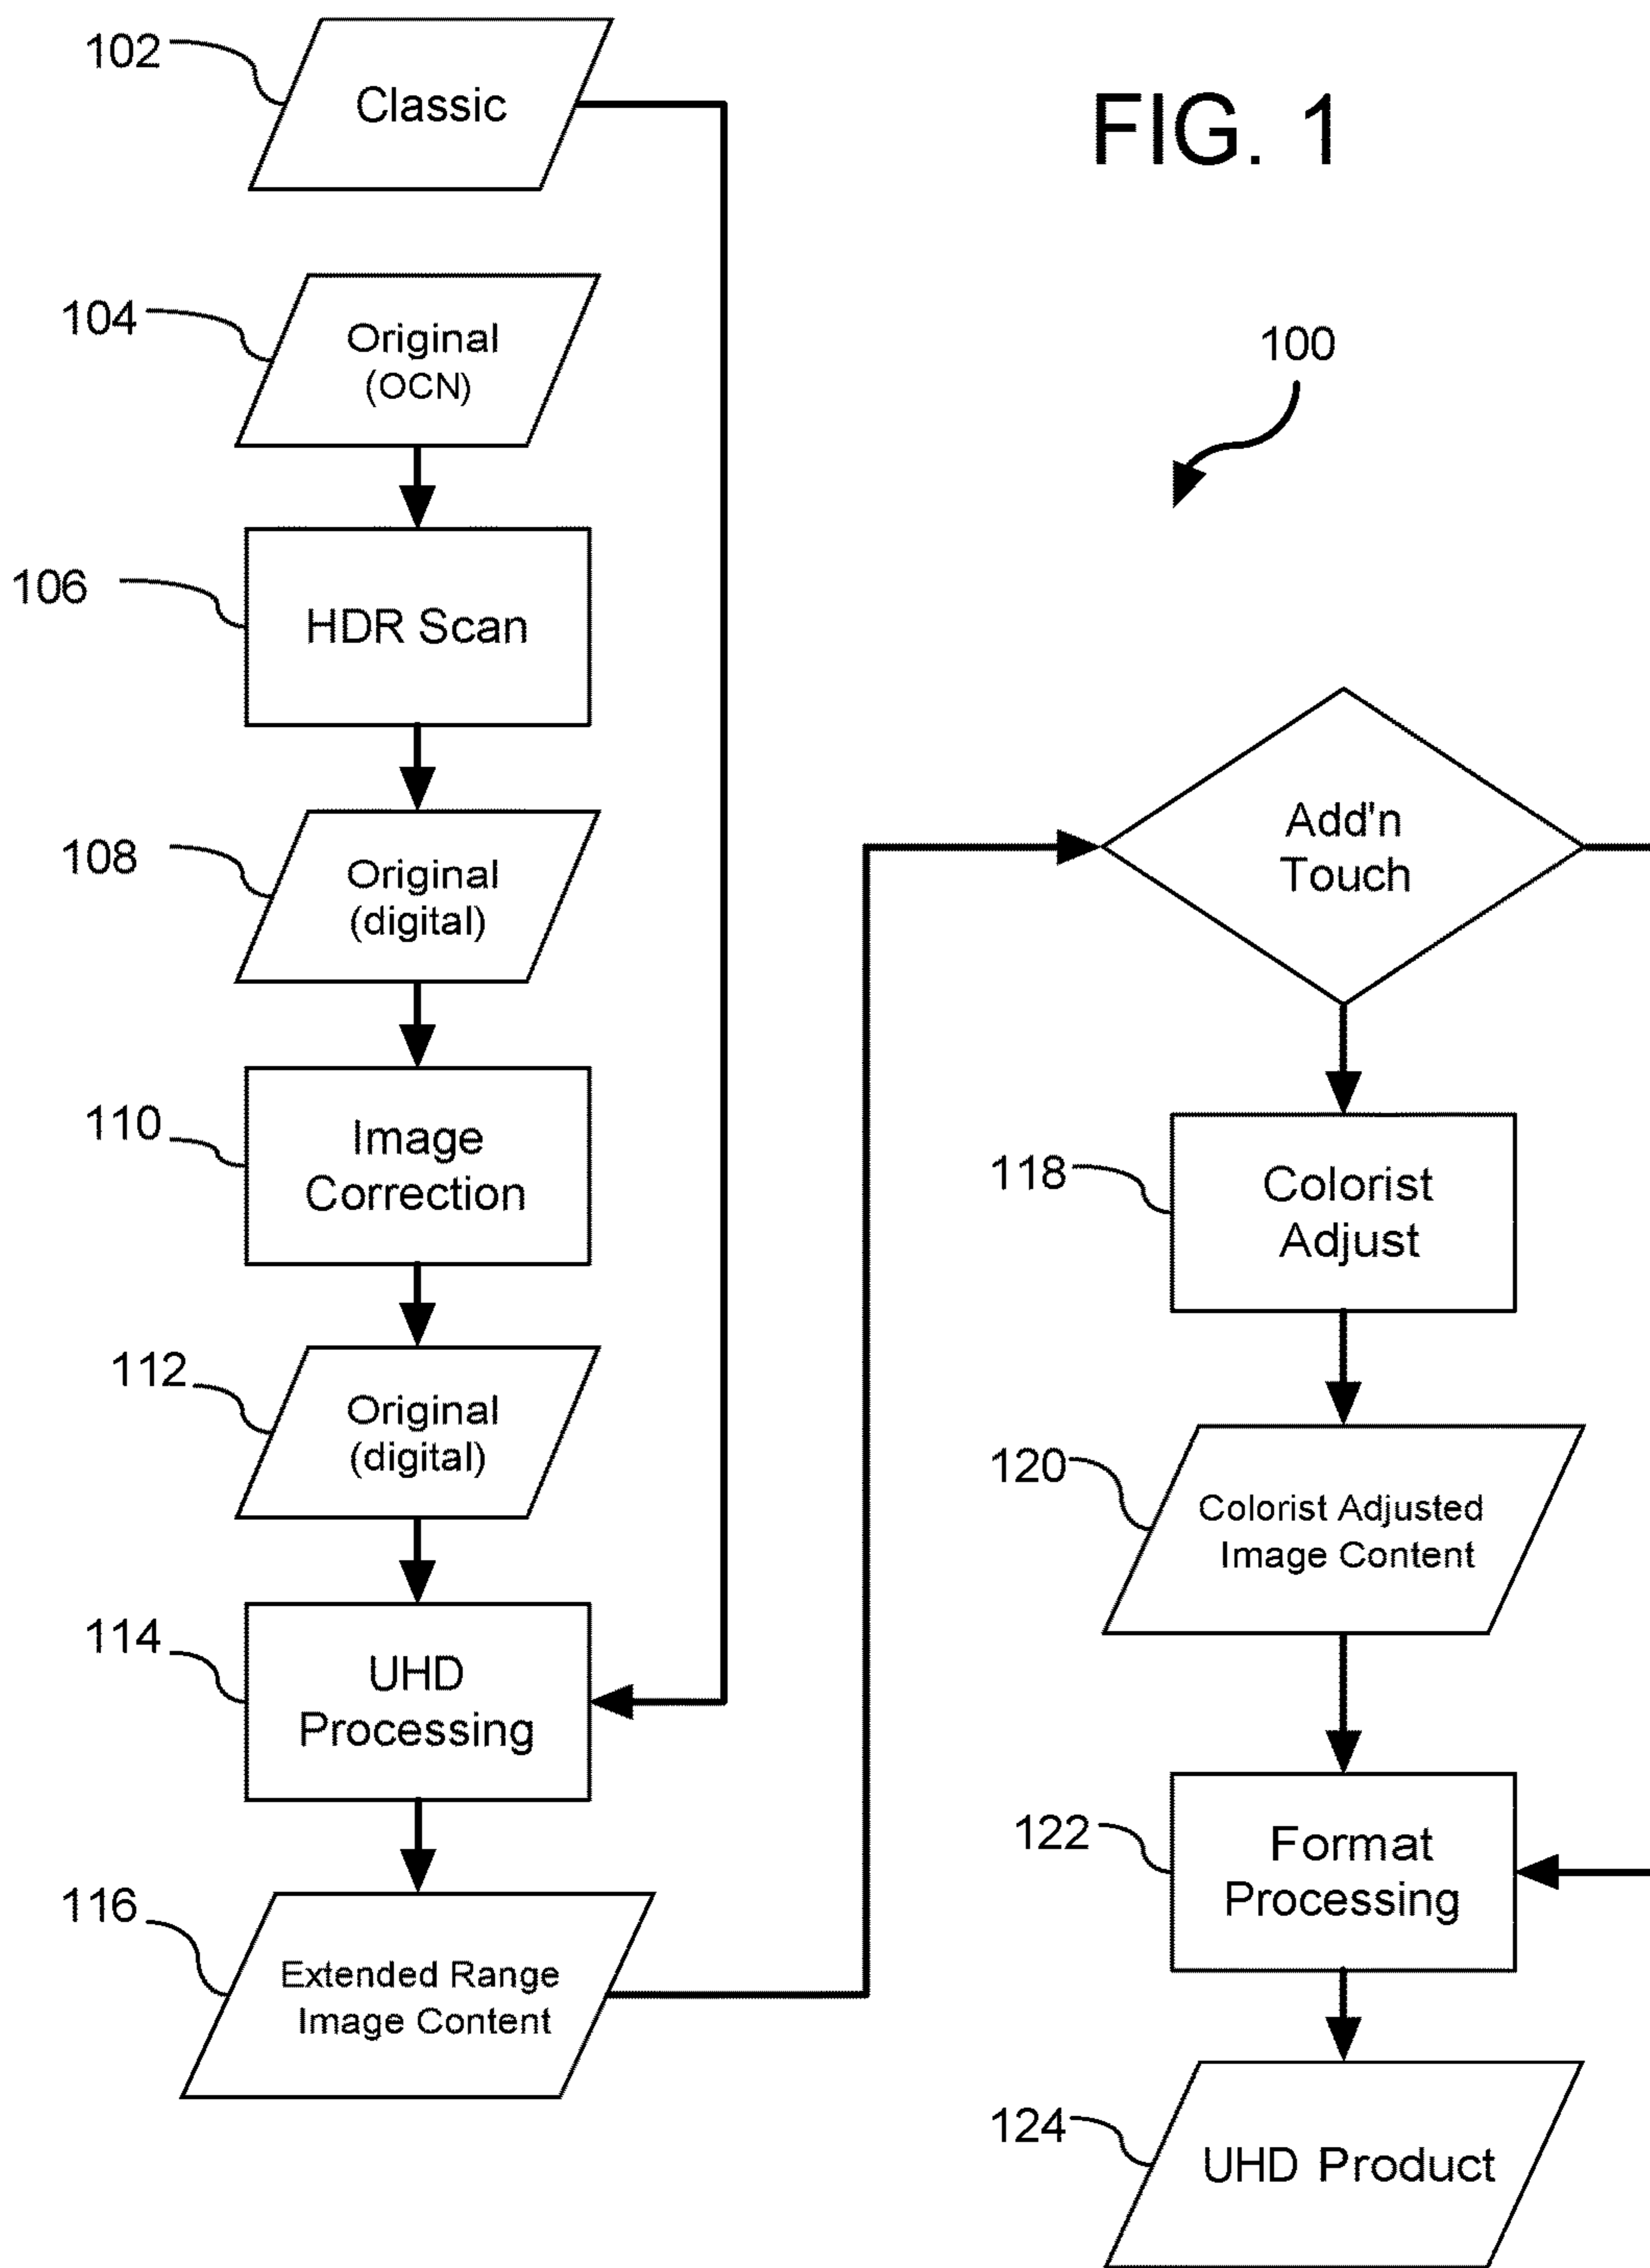 FIG. 1
100
102
Classic
104
Original
(OCN)
106
HDR Scan
108
Original
(digital)
110
Image
Correction
112
Original
(digital)
114
UHD
Processing
116
Extended Range
Image Content
Add'n
Touch
118
Colorist
Adjust
120
Colorist Adjusted
Image Content
122
Format
Processing
124
UHD Product